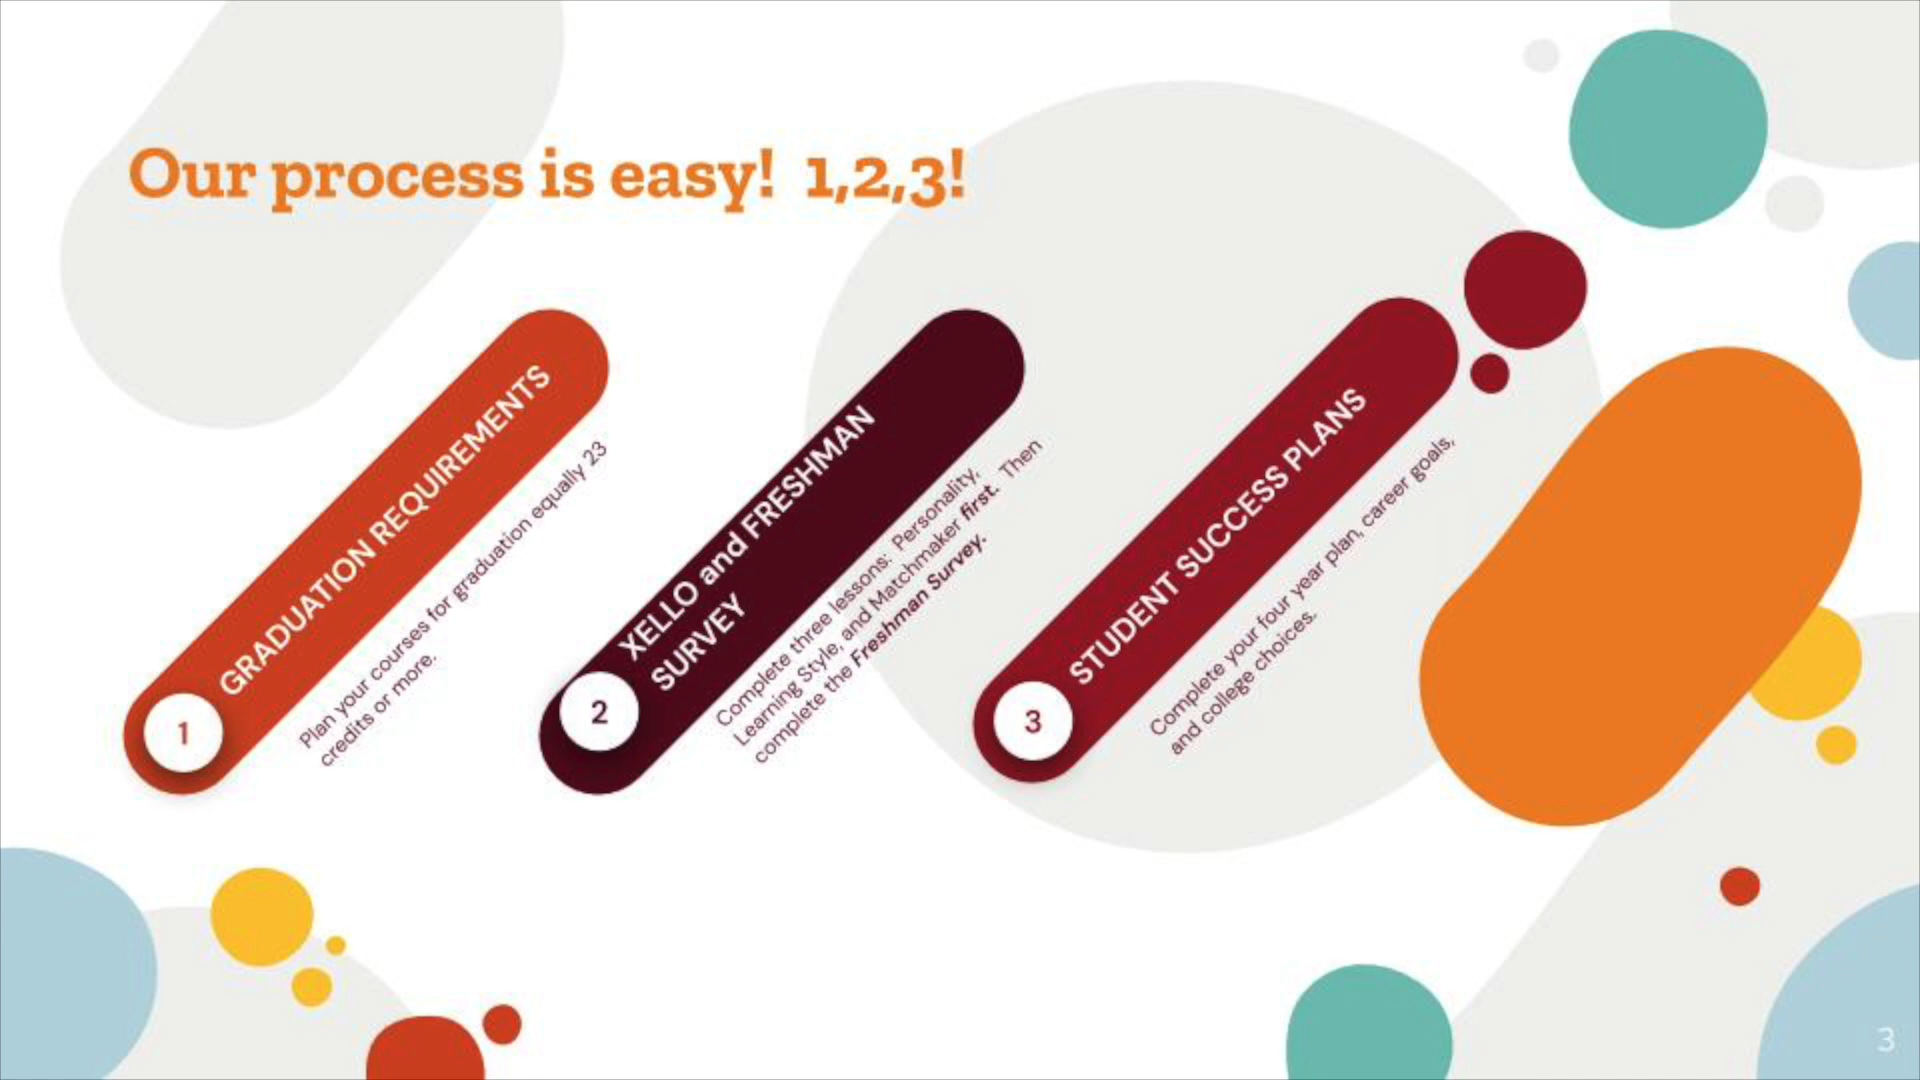 Our process is easy! 1,2,3!
1
GRADUATION REQUIREMENTS
Plan your courses for graduation equally 23
credits or more.
2
XELLO and FRESHMAN
SURVEY
Complete three lessons: Personality,
Learning Style, and Matchmaker first. Then
complete the Freshman Survey.
3
STUDENT SUCCESS PLANS
Complete your four year plan, career goals,
and college choices.
3